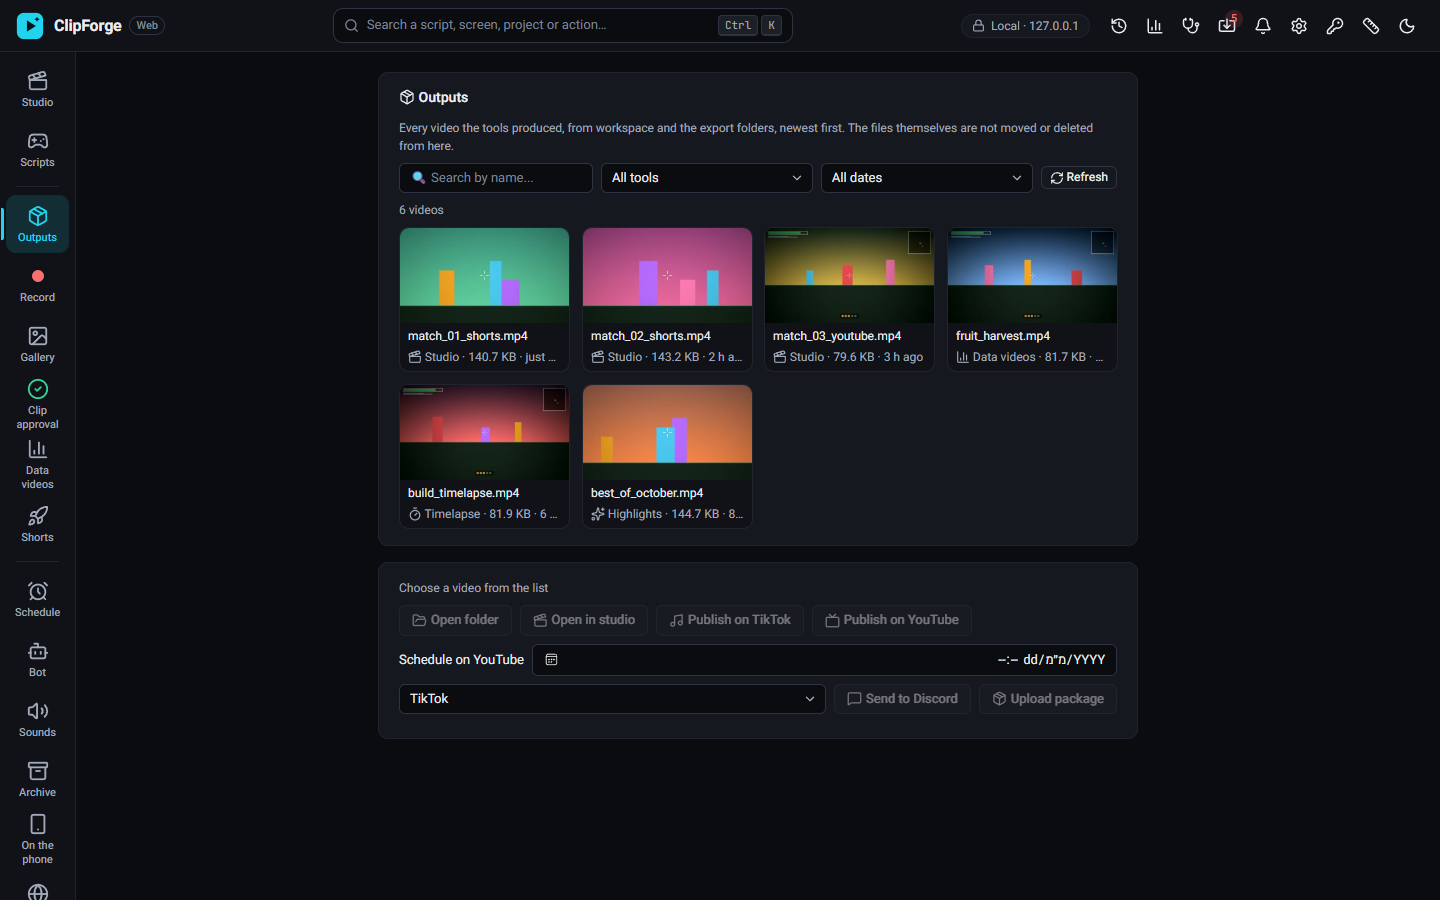 ClipForge Web
Search a script, screen, project or action... Ctrl K
Local · 127.0.0.1
5
Studio
Scripts
Outputs
Record
Gallery
Clip
approval
Data
videos
Shorts
Schedule
Bot
Sounds
Archive
On the
phone
Outputs
Every video the tools produced, from workspace and the export folders, newest first. The files themselves are not moved or deleted
from here.
Search by name... All tools All dates Refresh
6 videos
match_01_shorts.mp4
Studio · 140.7 KB · just ...
match_02_shorts.mp4
Studio · 143.2 KB · 2 h a...
match_03_youtube.mp4
Studio · 79.6 KB · 3 h ago
fruit_harvest.mp4
Data videos · 81.7 KB · ...
build_timelapse.mp4
Timelapse · 81.9 KB · 6 ...
best_of_october.mp4
Highlights · 144.7 KB · 8...
Choose a video from the list
Open folder Open in studio Publish on TikTok Publish on YouTube
Schedule on YouTube --:-- dd/מ"מ/YYYY
TikTok Send to Discord Upload package